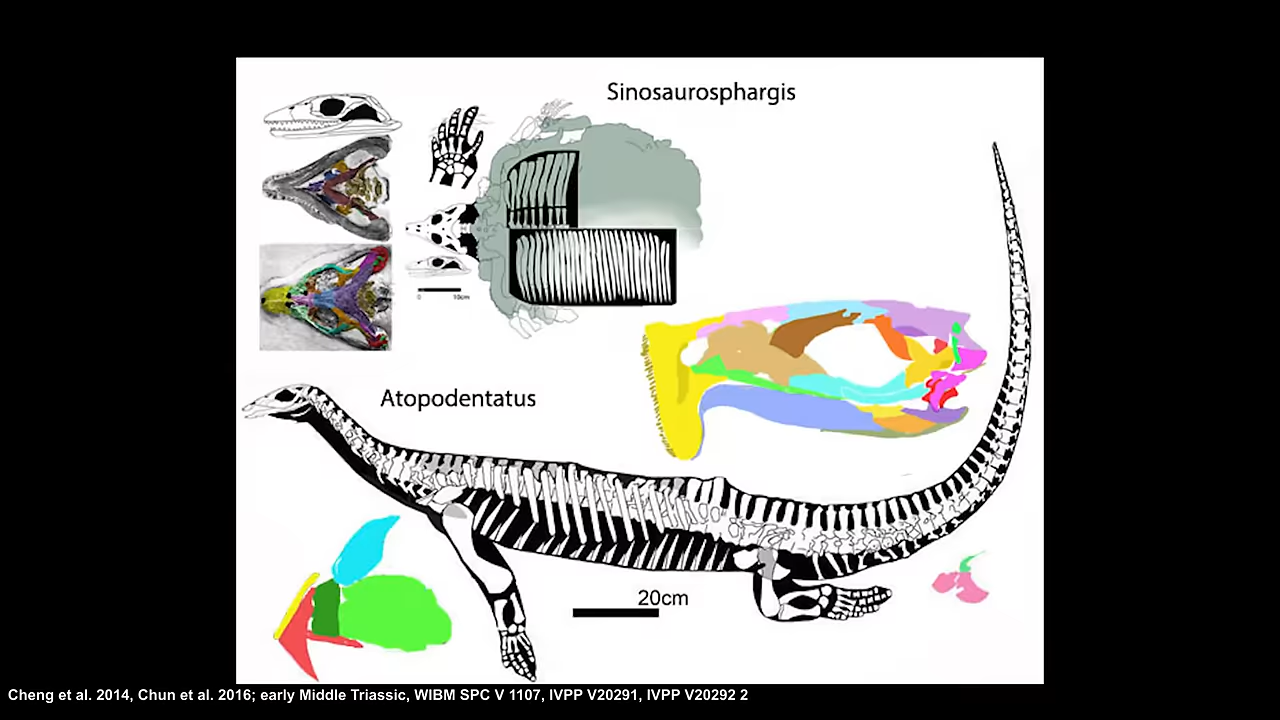 Sinosaurosphargis
0 10cm
Atopodentatus
20cm
Cheng et al. 2014, Chun et al. 2016; early Middle Triassic, WIBM SPC V 1107, IVPP V20291, IVPP V20292 2